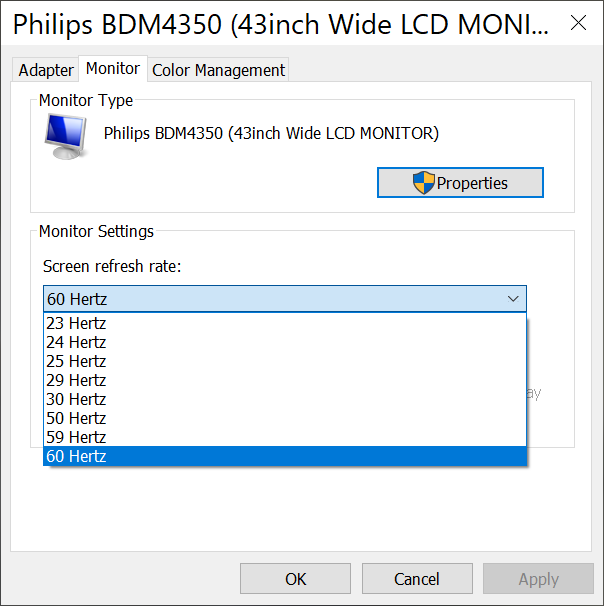 Philips BDM4350 (43inch Wide LCD MONI...
Adapter Monitor Color Management
Monitor Type
Philips BDM4350 (43inch Wide LCD MONITOR)
Properties
Monitor Settings
Screen refresh rate:
60 Hertz
23 Hertz
24 Hertz
25 Hertz
29 Hertz
30 Hertz
50 Hertz
59 Hertz
60 Hertz
OK Cancel Apply